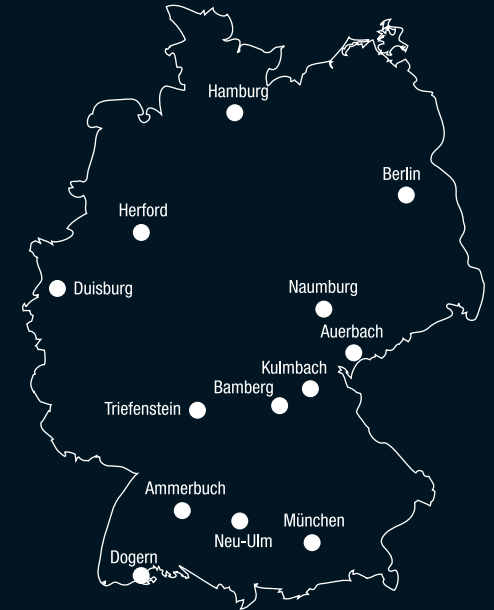 Hamburg
Berlin
Herford
Duisburg
Naumburg
Auerbach
Kulmbach
Bamberg
Triefenstein
Ammerbuch
München
Neu-Ulm
Dogern